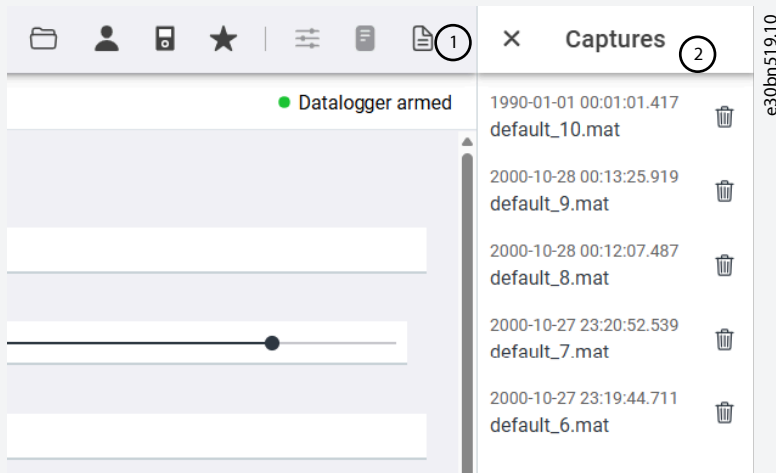 1
Captures
2
e30bn519.10
Datalogger armed
1990-01-01 00:01:01.417
default_10.mat
2000-10-28 00:13:25.919
default_9.mat
2000-10-28 00:12:07.487
default_8.mat
2000-10-27 23:20:52.539
default_7.mat
2000-10-27 23:19:44.711
default_6.mat